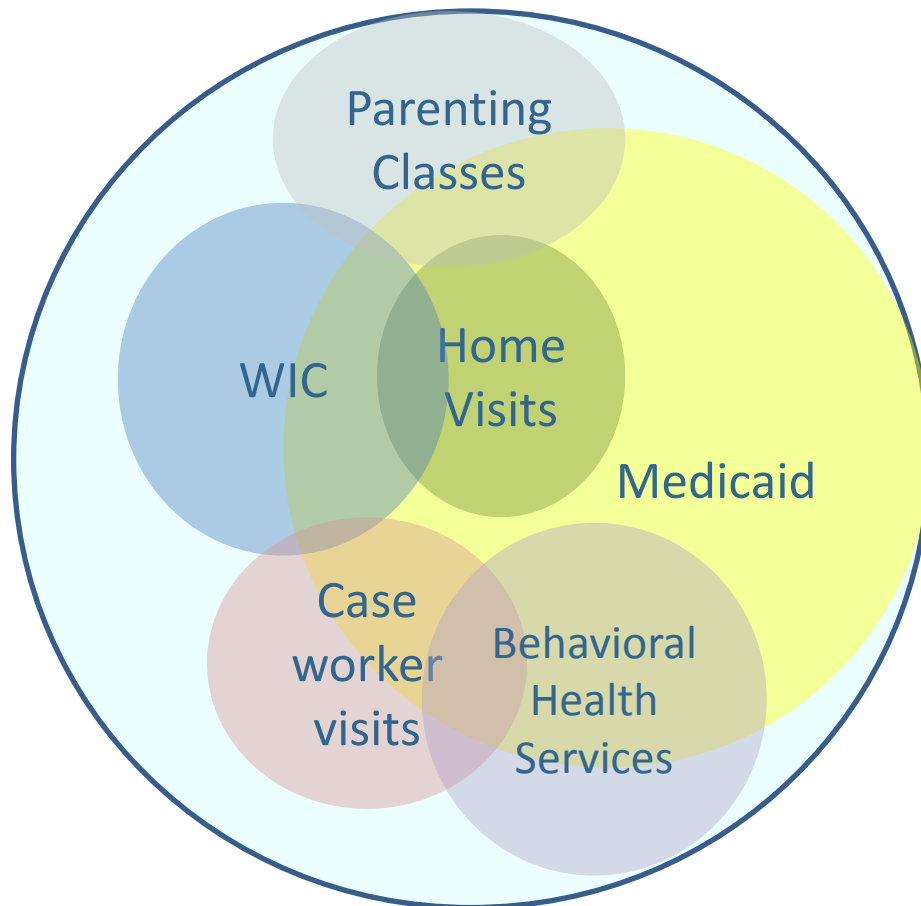 Parenting
Classes
WIC
Home
Visits
Medicaid
Case
worker
visits
Behavioral
Health
Services